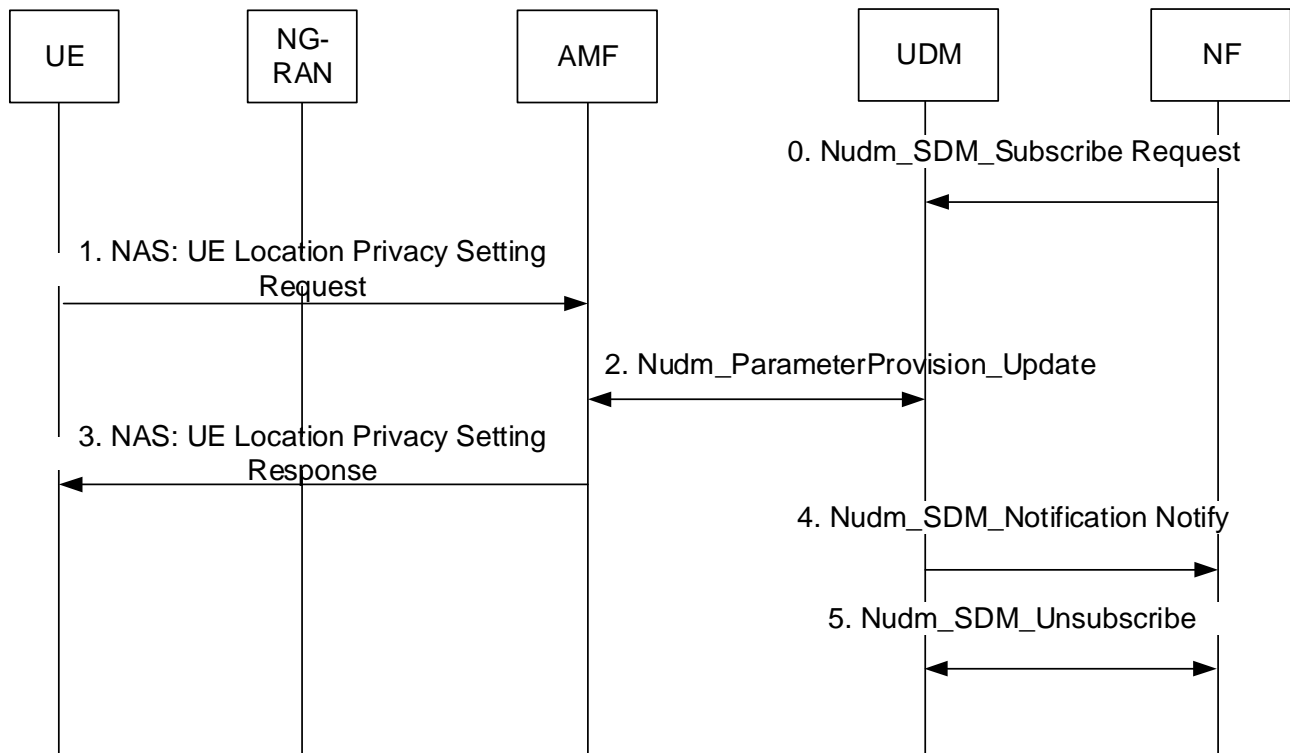 UE
NG-
RAN
AMF
UDM
NF
0. Nudm_SDM_Subscribe Request
1. NAS: UE Location Privacy Setting
Request
2. Nudm_ParameterProvision_Update
3. NAS: UE Location Privacy Setting
Response
4. Nudm_SDM_Notification Notify
5. Nudm_SDM_Unsubscribe